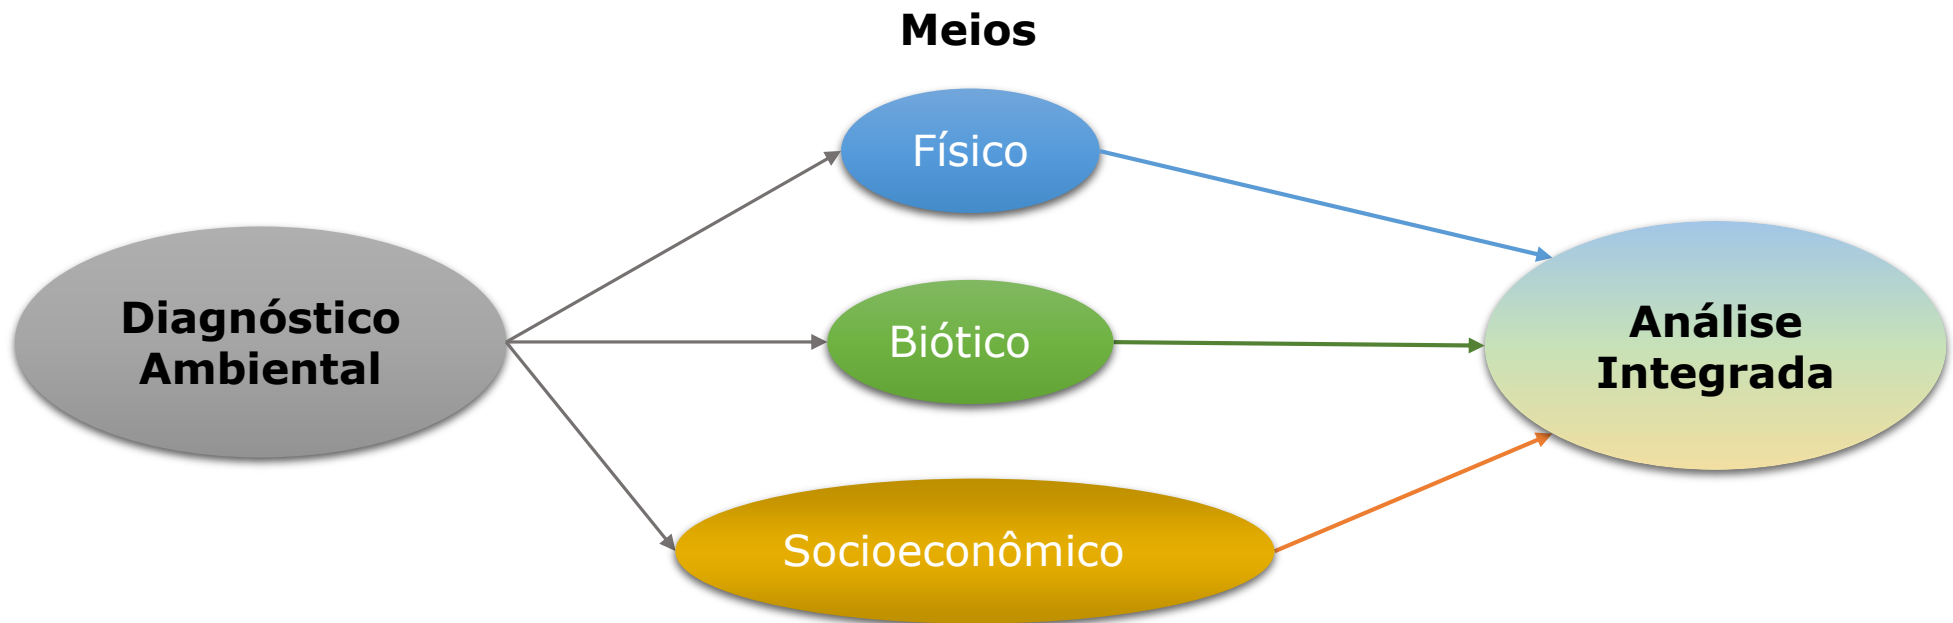 Meios
Físico
Diagnóstico
Ambiental
Biótico
Análise
Integrada
Socioeconômico